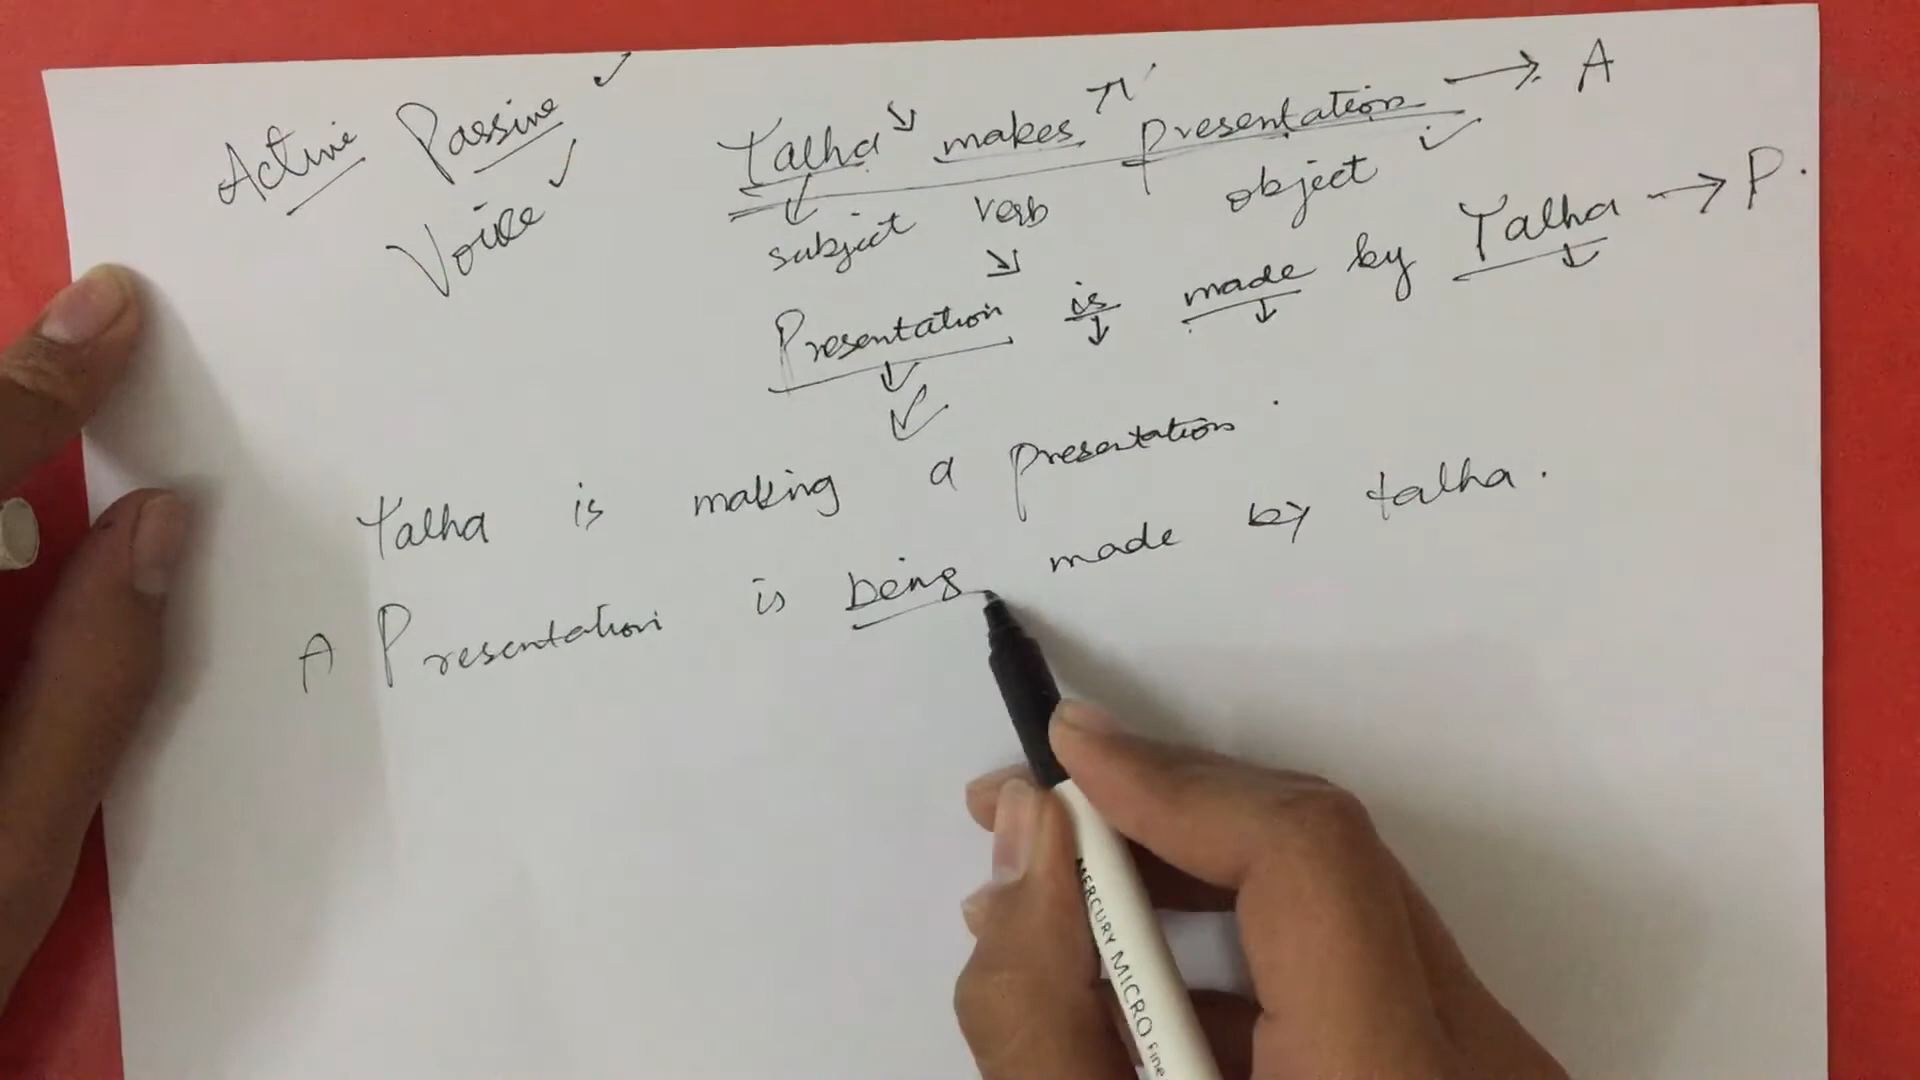 Active Passive
Voice
Talha makes presentation → A
subject verb object
Presentation is made by Talha → P.
Talha is making a presentation.
A Presentation is being made by talha.
MERCURY MICRO Fine